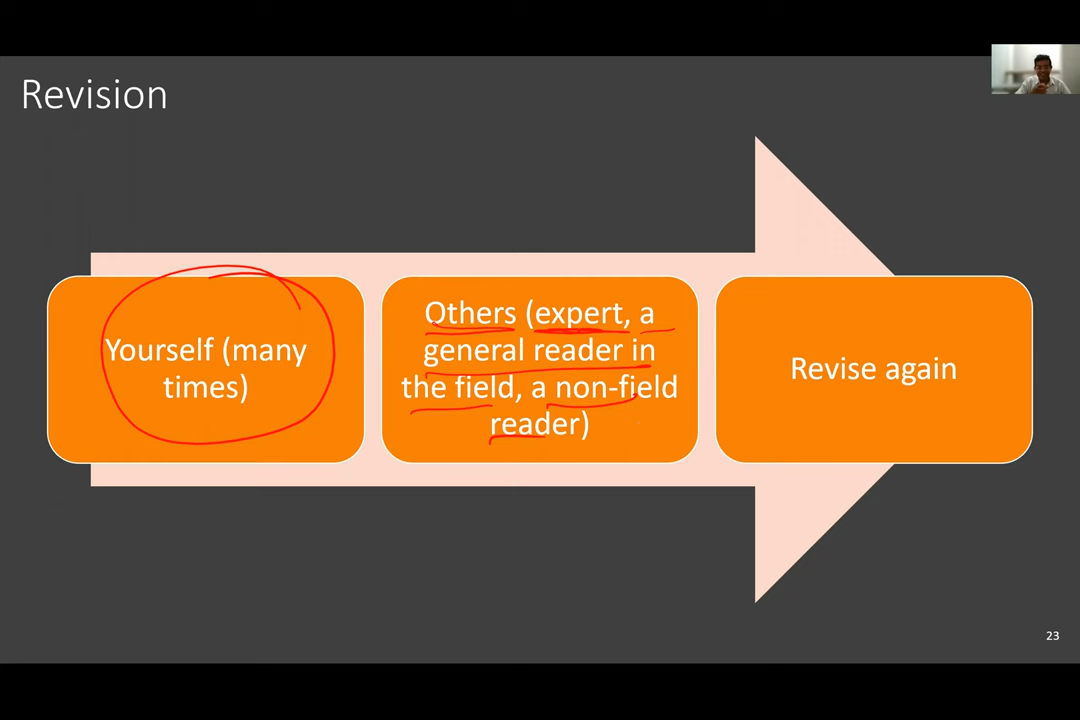 Revision
Yourself (many
times)
Others (expert, a
general reader in
the field, a non-field
reader)
Revise again
23